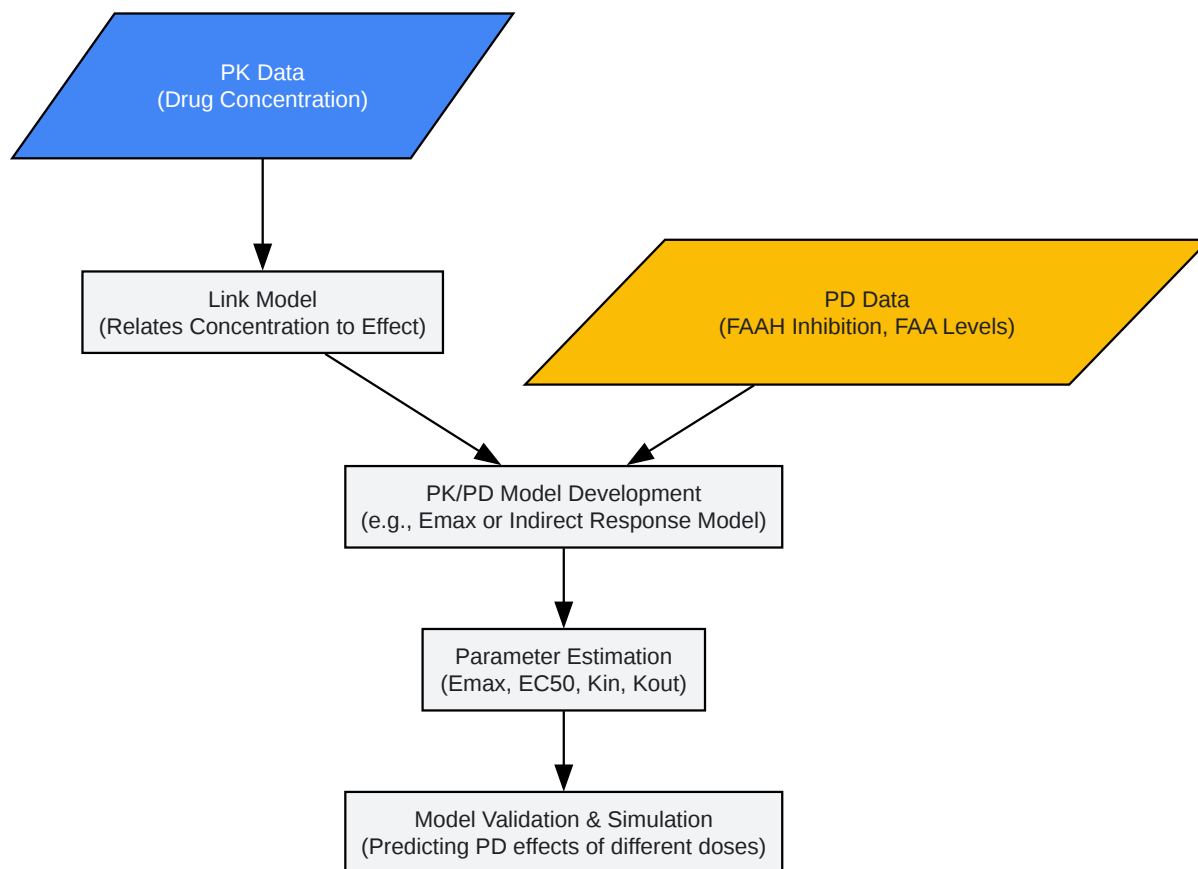 PK Data
(Drug Concentration)
Link Model
(Relates Concentration to Effect)
PD Data
(FAAH Inhibition, FAA Levels)
PK/PD Model Development
(e.g., Emax or Indirect Response Model)
Parameter Estimation
(Emax, EC50, Kin, Kout)
Model Validation & Simulation
(Predicting PD effects of different doses)